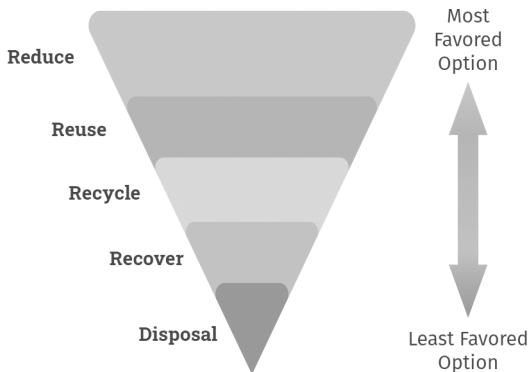 Reduce
Reuse
Recycle
Recover
Disposal
Most
Favored
Option
Least Favored
Option